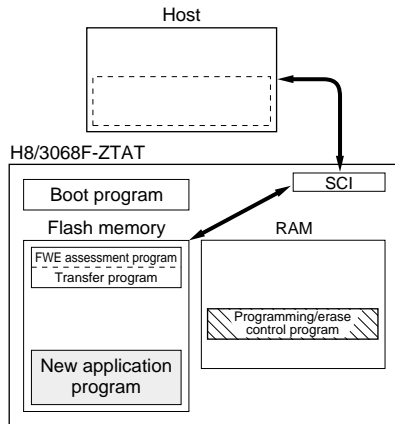 Host
H8/3068F-ZTAT
SCI
Boot program
Flash memory
RAM
FWE assessment program
Transfer program
Programming/erase
control program
New application
program